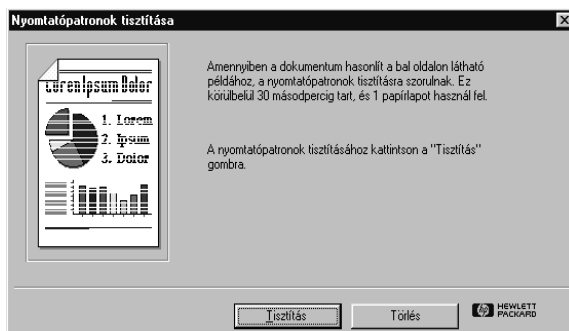 Nyomtatópatronok tisztítása
Amennyiben a dokumentum hasonlít a bal oldalon látható
példához, a nyomtatópatronok tisztításra szorulnak. Ez
körülbelül 30 másodpercig tart, és 1 papírlapot használ fel.
A nyomtatópatronok tisztításához kattintson a "Tisztítás"
gombra.
Lorem Ipsum Dolor
1. Lorem
2. Ipsum
3. Dolor
Tisztítás
Törlés
hp HEWLETT
PACKARD